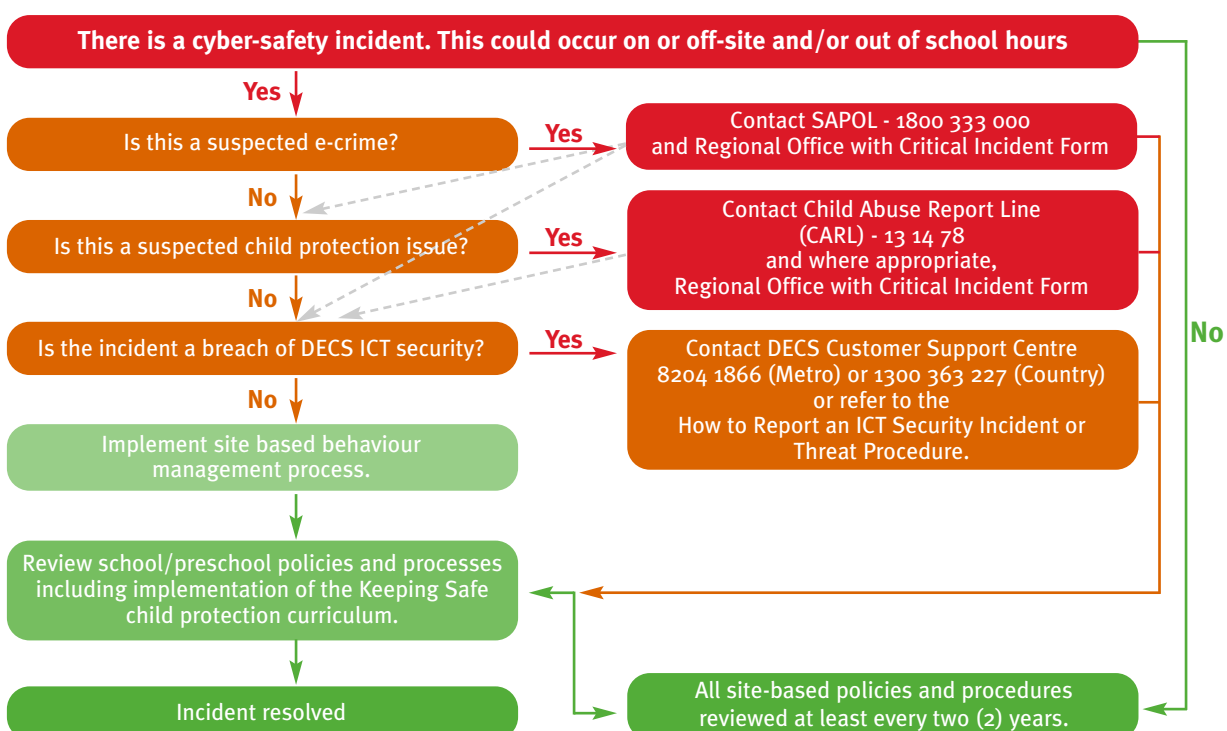 There is a cyber-safety incident. This could occur on or off-site and/or out of school hours
Yes
Is this a suspected e-crime?
Yes
Contact SAPOL - 1800 333 000
and Regional Office with Critical Incident Form
No
Is this a suspected child protection issue?
Yes
Contact Child Abuse Report Line
(CARL) - 13 14 78
and where appropriate,
Regional Office with Critical Incident Form
No
No
Is the incident a breach of DECS ICT security?
Yes
Contact DECS Customer Support Centre
8204 1866 (Metro) or 1300 363 227 (Country)
or refer to the
How to Report an ICT Security Incident or
Threat Procedure.
No
Implement site based behaviour
management process.
Review school/preschool policies and processes
including implementation of the Keeping Safe
child protection curriculum.
Incident resolved
All site-based policies and procedures
reviewed at least every two (2) years.